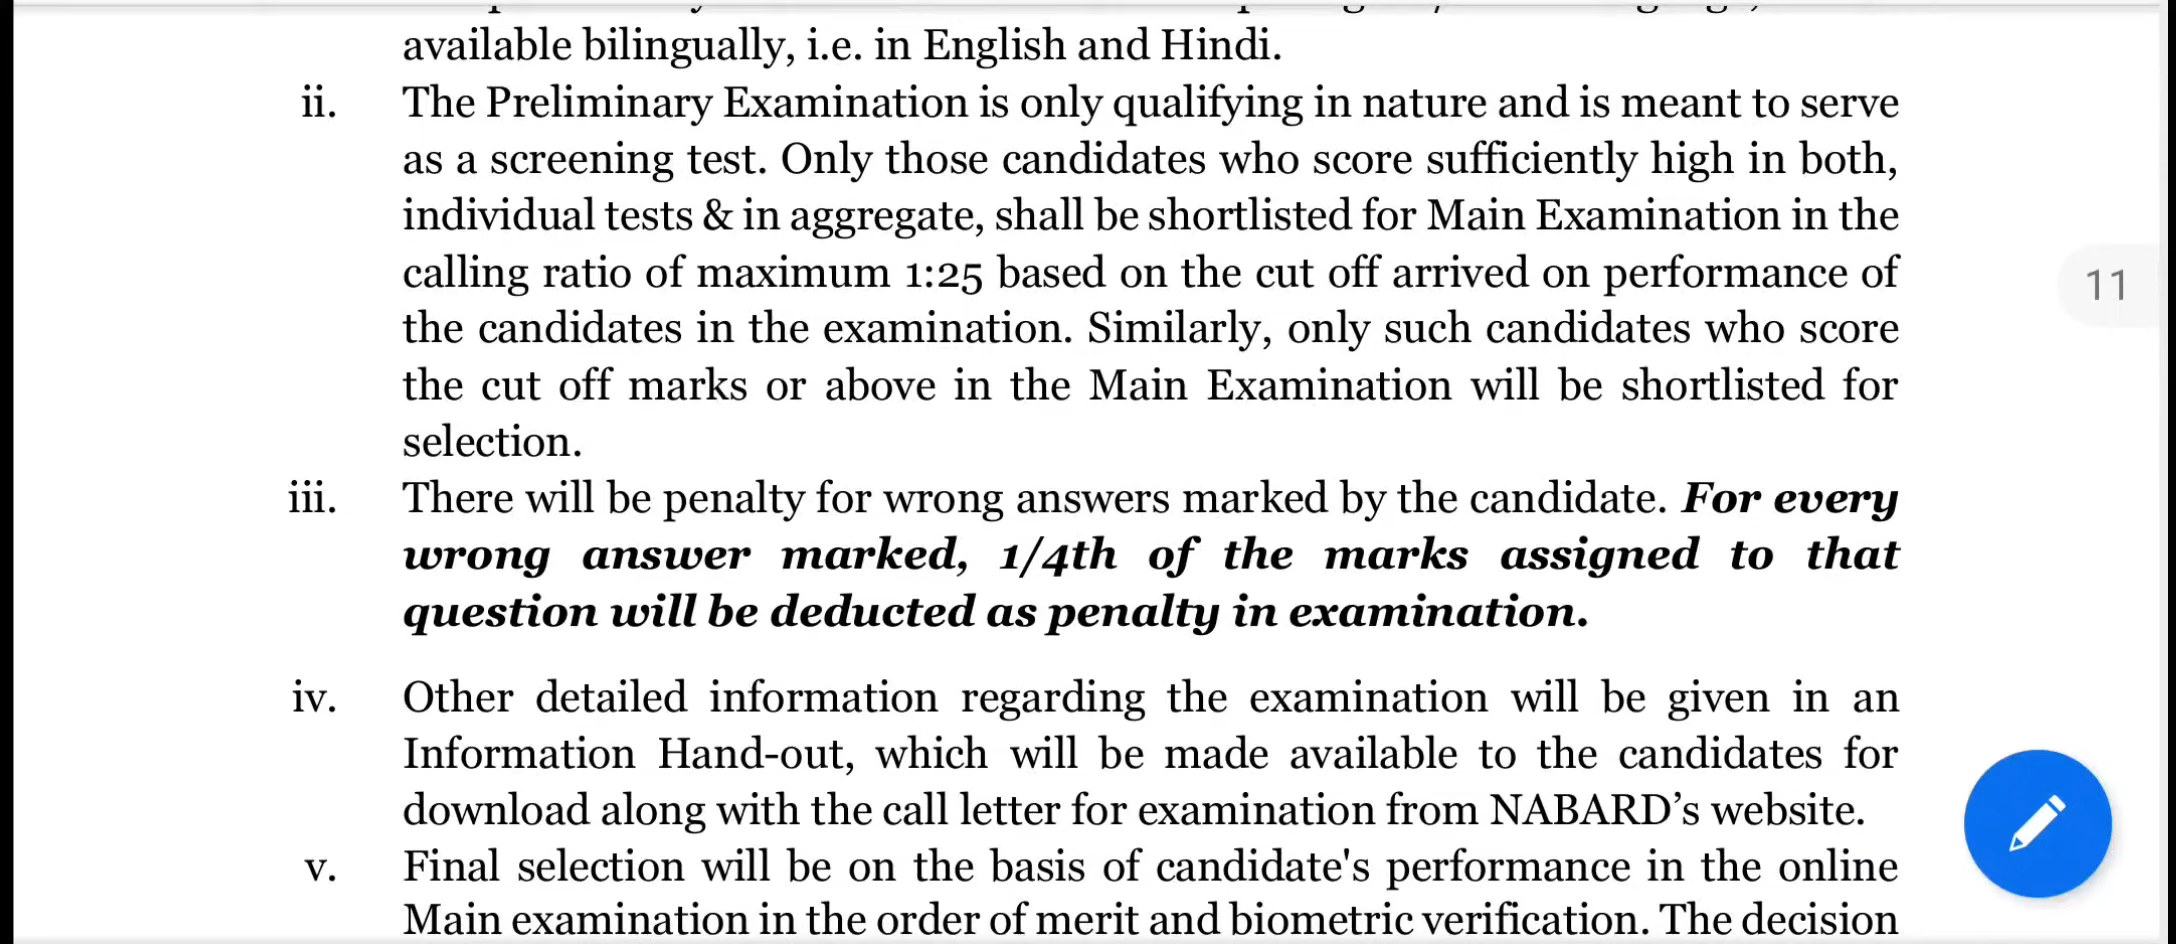 available bilingually, i.e. in English and Hindi.
ii. The Preliminary Examination is only qualifying in nature and is meant to serve
as a screening test. Only those candidates who score sufficiently high in both,
individual tests & in aggregate, shall be shortlisted for Main Examination in the
calling ratio of maximum 1:25 based on the cut off arrived on performance of
the candidates in the examination. Similarly, only such candidates who score
the cut off marks or above in the Main Examination will be shortlisted for
selection.
iii. There will be penalty for wrong answers marked by the candidate. For every
wrong answer marked, 1/4th of the marks assigned to that
question will be deducted as penalty in examination.
iv. Other detailed information regarding the examination will be given in an
Information Hand-out, which will be made available to the candidates for
download along with the call letter for examination from NABARD’s website.
v. Final selection will be on the basis of candidate's performance in the online
Main examination in the order of merit and biometric verification. The decision
11